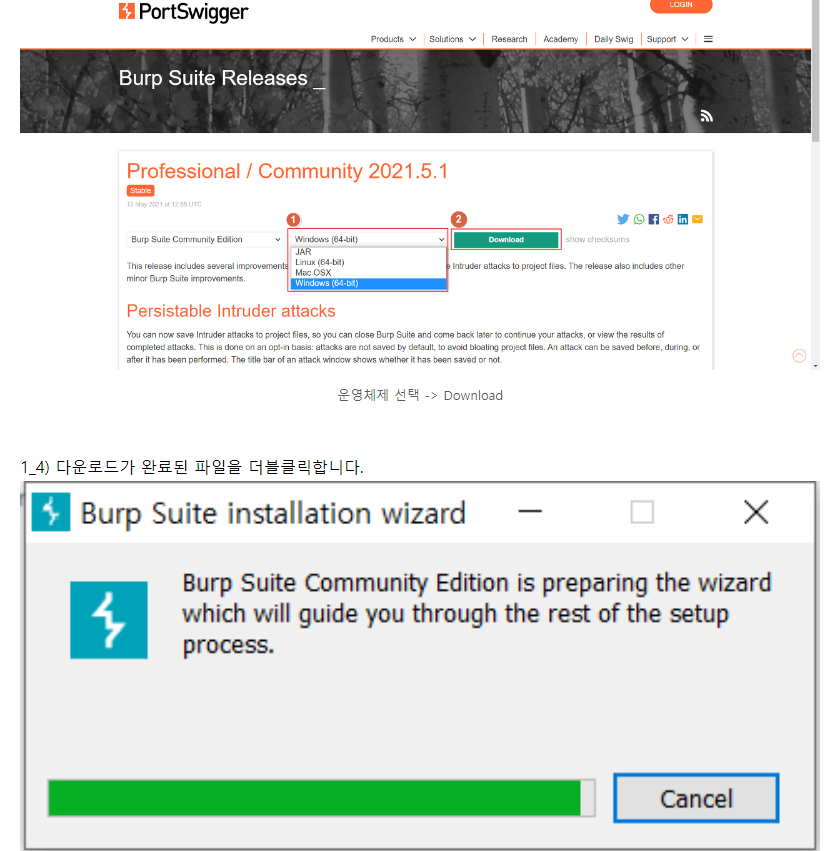 PortSwigger
LOGIN
Products
Solutions
Research
Academy
Daily Swig
Support
Burp Suite Releases _
Professional / Community 2021.5.1
Stable
13 May 2021 at 12:56 UTC
1
2
Burp Suite Community Edition
Windows (64-bit)
Download
show checksums
JAR
Linux (64-bit)
Mac OSX
Windows (64-bit)
This release includes several improvements
e Intruder attacks to project files. The release also includes other
minor Burp Suite improvements.
Persistable Intruder attacks
You can now save Intruder attacks to project files, so you can close Burp Suite and come back later to continue your attacks, or view the results of
completed attacks. This is done on an opt-in basis: attacks are not saved by default, to avoid bloating project files. An attack can be saved before, during, or
after it has been performed. The title bar of an attack window shows whether it has been saved or not.
운영체제 선택 -> Download
1_4) 다운로드가 완료된 파일을 더블클릭합니다.
Burp Suite installation wizard
Burp Suite Community Edition is preparing the wizard
which will guide you through the rest of the setup
process.
Cancel